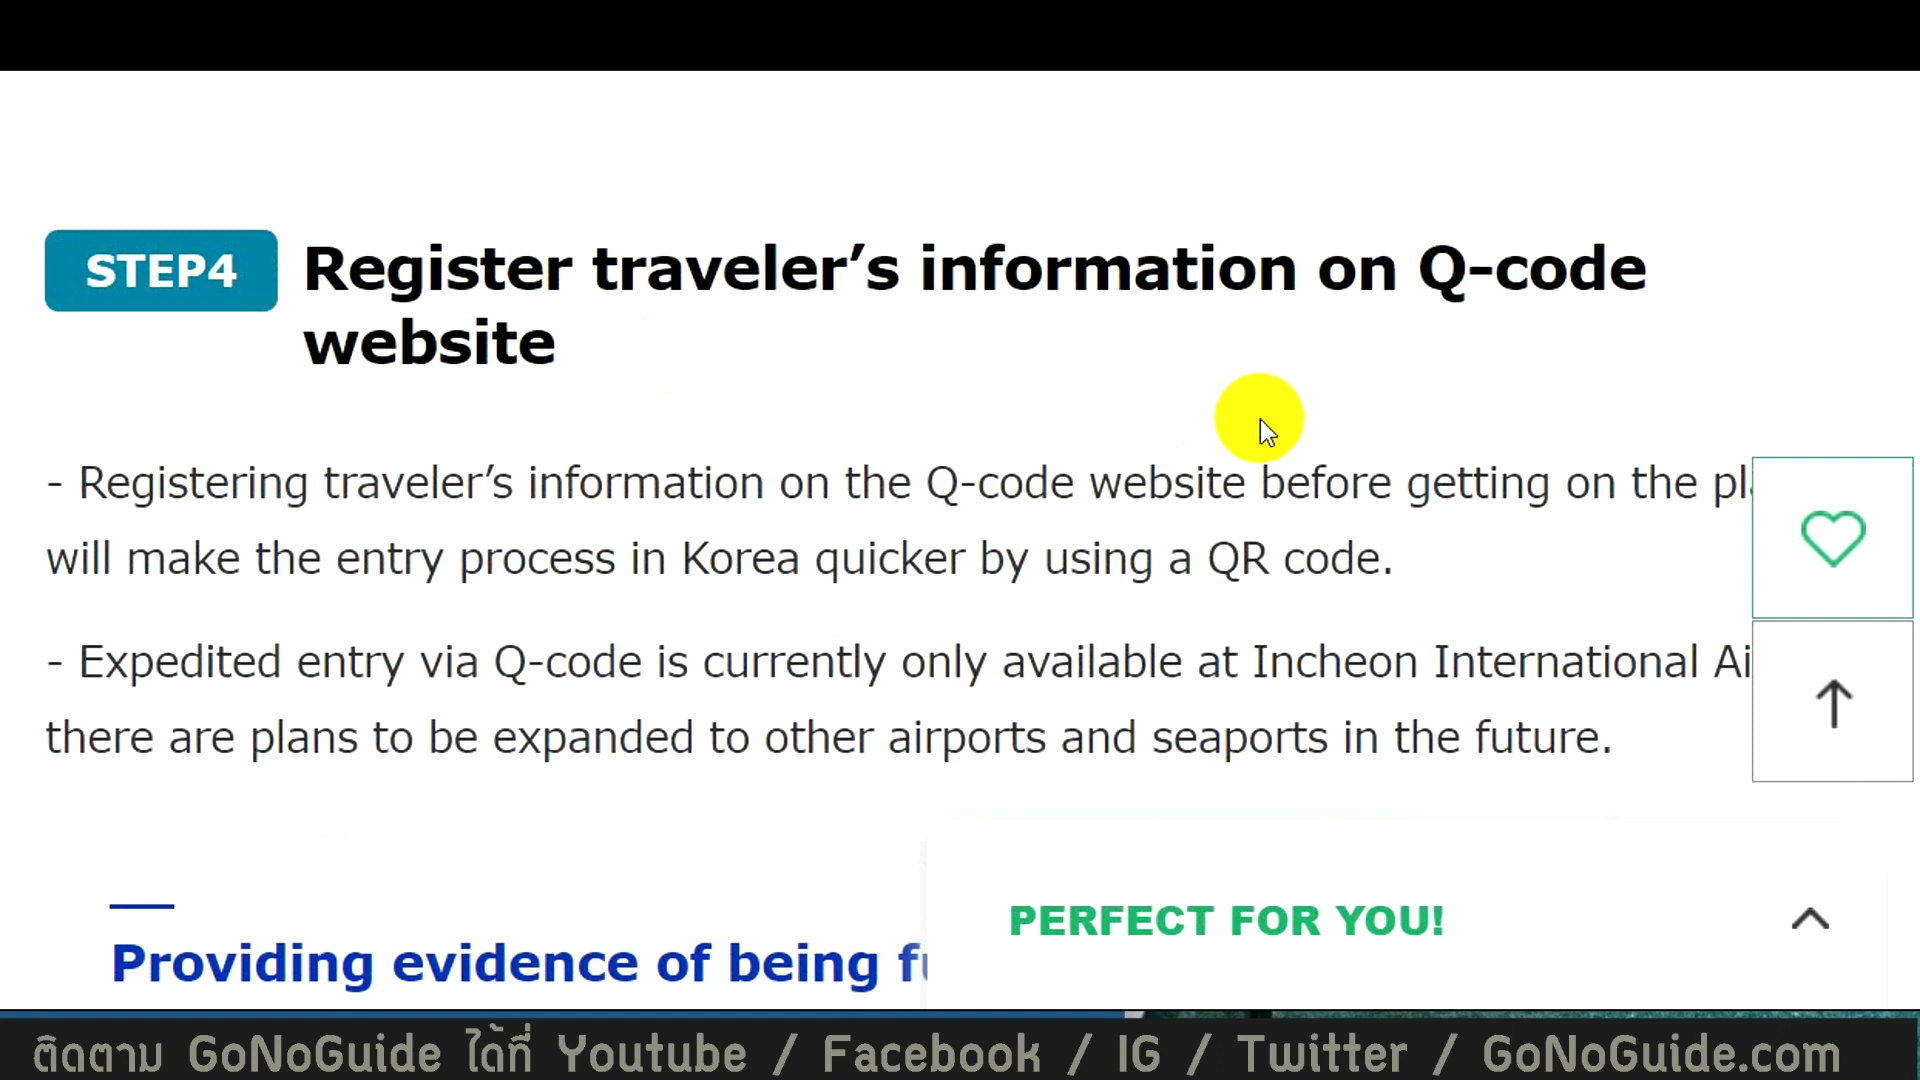 STEP4 Register traveler’s information on Q-code
website
- Registering traveler’s information on the Q-code website before getting on the
will make the entry process in Korea quicker by using a QR code.
- Expedited entry via Q-code is currently only available at Incheon International
there are plans to be expanded to other airports and seaports in the future.
PERFECT FOR YOU!
Providing evidence of being
ติดตาม GoNoGuide ได้ที่ Youtube / Facebook / IG / Twitter / GoNoGuide.com